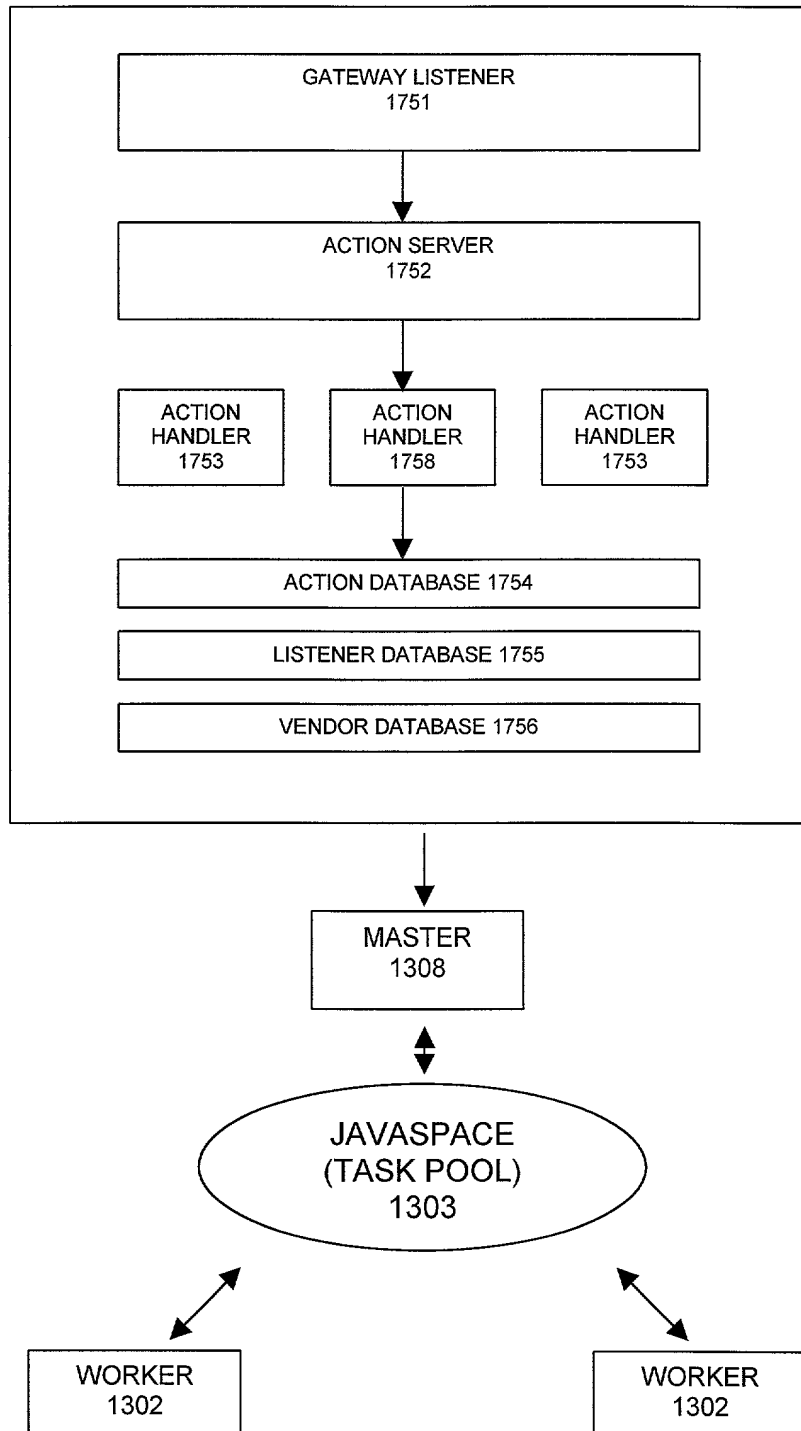 GATEWAY LISTENER
1751
ACTION SERVER
1752
ACTION
HANDLER
1753
ACTION
HANDLER
1758
ACTION
HANDLER
1753
ACTION DATABASE 1754
LISTENER DATABASE 1755
VENDOR DATABASE 1756
MASTER
1308
JAVASPACE
(TASK POOL)
1303
WORKER
1302
WORKER
1302